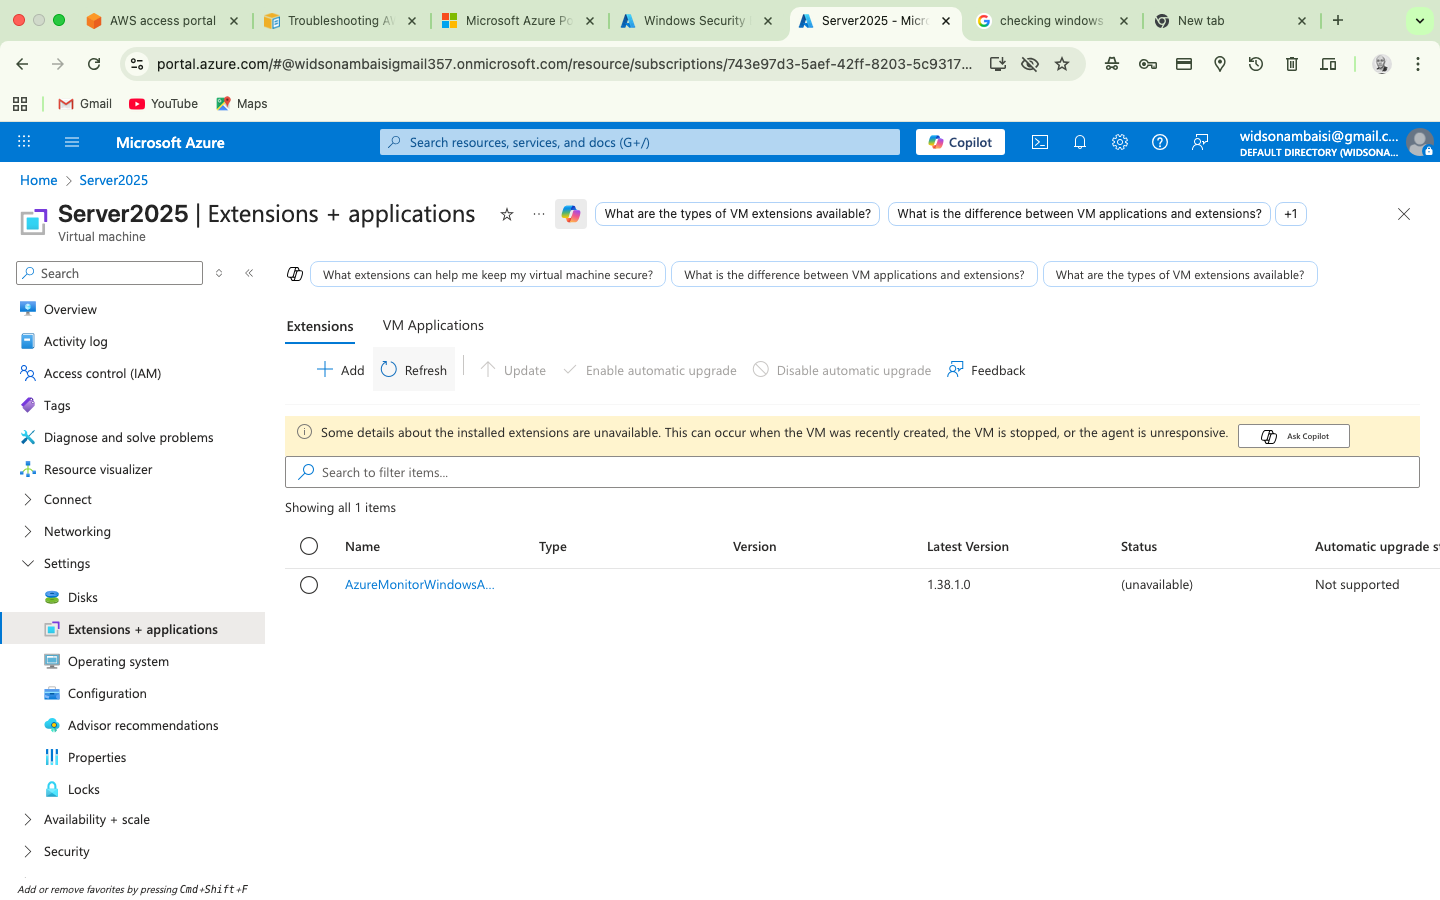 AWS access portal
Troubleshooting AW
Microsoft Azure Po
Windows Security
Server2025 - Micro
checking windows
New tab
portal.azure.com/#@widsonambaisigmail357.onmicrosoft.com/resource/subscriptions/743e97d3-5aef-42ff-8203-5c9317...
Gmail
YouTube
Maps
Microsoft Azure
Search resources, services, and docs (G+/)
Copilot
widsonambaisi@gmail.c...
DEFAULT DIRECTORY (WIDSONA...
Home > Server2025
Server2025 | Extensions + applications
Virtual machine
What are the types of VM extensions available?
What is the difference between VM applications and extensions?
+1
Search
What extensions can help me keep my virtual machine secure?
What is the difference between VM applications and extensions?
What are the types of VM extensions available?
Overview
Activity log
Access control (IAM)
Tags
Diagnose and solve problems
Resource visualizer
Connect
Networking
Settings
Disks
Extensions + applications
Operating system
Configuration
Advisor recommendations
Properties
Locks
Availability + scale
Security
Add or remove favorites by pressing Cmd+Shift+F
Extensions
VM Applications
Add
Refresh
Update
Enable automatic upgrade
Disable automatic upgrade
Feedback
Some details about the installed extensions are unavailable. This can occur when the VM was recently created, the VM is stopped, or the agent is unresponsive.
Ask Copilot
Search to filter items...
Showing all 1 items
Name Type Version Latest Version Status Automatic upgrade st
AzureMonitorWindowsA... 1.38.1.0 (unavailable) Not supported